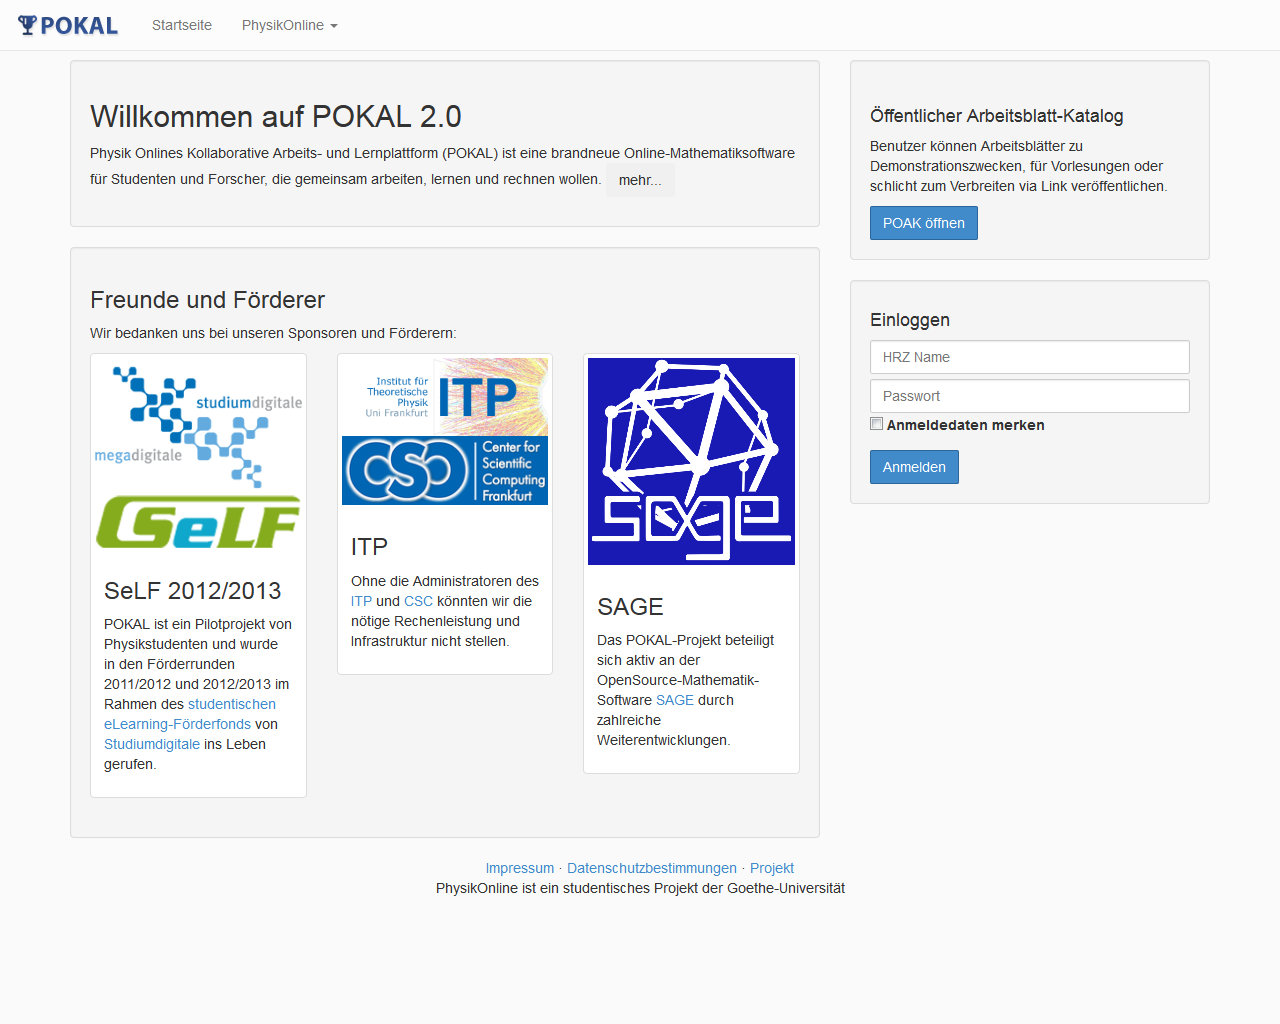 POKAL Startseite PhysikOnline
Willkommen auf POKAL 2.0
Physik Onlines Kollaborative Arbeits- und Lernplattform (POKAL) ist eine brandneue Online-Mathematiksoftware
für Studenten und Forscher, die gemeinsam arbeiten, lernen und rechnen wollen. mehr...
Freunde und Förderer
Wir bedanken uns bei unseren Sponsoren und Förderern:
studiumdigitale
megadigitale
SeLF
SeLF 2012/2013
POKAL ist ein Pilotprojekt von
Physikstudenten und wurde
in den Förderrunden
2011/2012 und 2012/2013 im
Rahmen des studentischen
eLearning-Förderfonds von
Studiumdigitale ins Leben
gerufen.
Institut für
Theoretische
Physik
Uni Frankfurt
ITP
CSC
Center for
Scientific
Computing
Frankfurt
ITP
Ohne die Administratoren des
ITP und CSC könnten wir die
nötige Rechenleistung und
Infrastruktur nicht stellen.
sage
SAGE
Das POKAL-Projekt beteiligt
sich aktiv an der
OpenSource-Mathematik-
Software SAGE durch
zahlreiche
Weiterentwicklungen.
Öffentlicher Arbeitsblatt-Katalog
Benutzer können Arbeitsblätter zu
Demonstrationszwecken, für Vorlesungen oder
schlicht zum Verbreiten via Link veröffentlichen.
POAK öffnen
Einloggen
HRZ Name
Passwort
Anmeldedaten merken
Anmelden
Impressum · Datenschutzbestimmungen · Projekt
PhysikOnline ist ein studentisches Projekt der Goethe-Universität